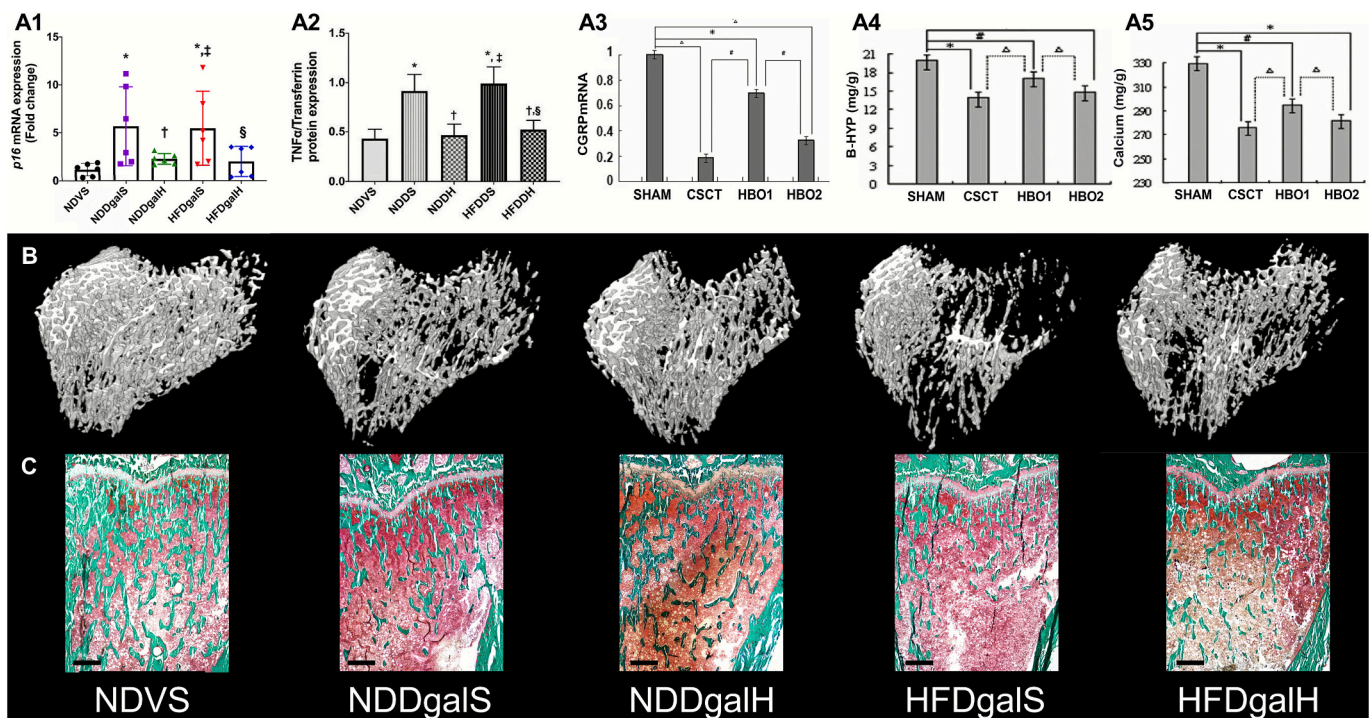 A1
p16 mRNA expression
(Fold change)
15
10
5
0
*
†
*,‡
§
NDVS
NDDgalS
NDDgalH
HFDgalS
HFDgalH
A2
TNFα/Transferrin
protein expression
1.5
1.0
0.5
0.0
*
†
*, ‡
†,§
NDVS
NDDS
NDDH
HFDDS
HFDDH
A3
CGRPmRNA
1
0.8
0.6
0.4
0.2
0
△
*
△
#
#
SHAM
CSCT
HBO1
HBO2
A4
B-HYP (mg/g)
21
18
15
12
9
6
3
0
*
#
*
△
△
SHAM
CSCT
HBO1
HBO2
A5
Calcium (mg/g)
350
330
310
290
270
250
230
*
#
*
△
△
SHAM
CSCT
HBO1
HBO2
B
C
NDVS
NDDgalS
NDDgalH
HFDgalS
HFDgalH